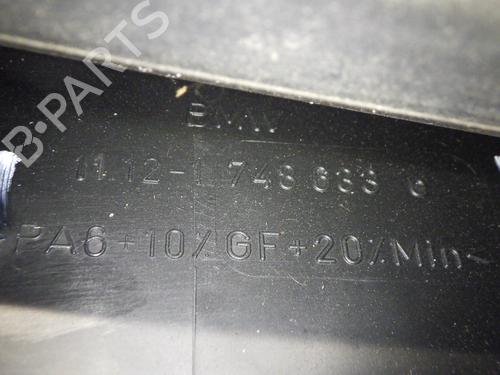 B-PARTS
BMW
11.12-1 748 633 6
>PA6+10%GF+20%Min<